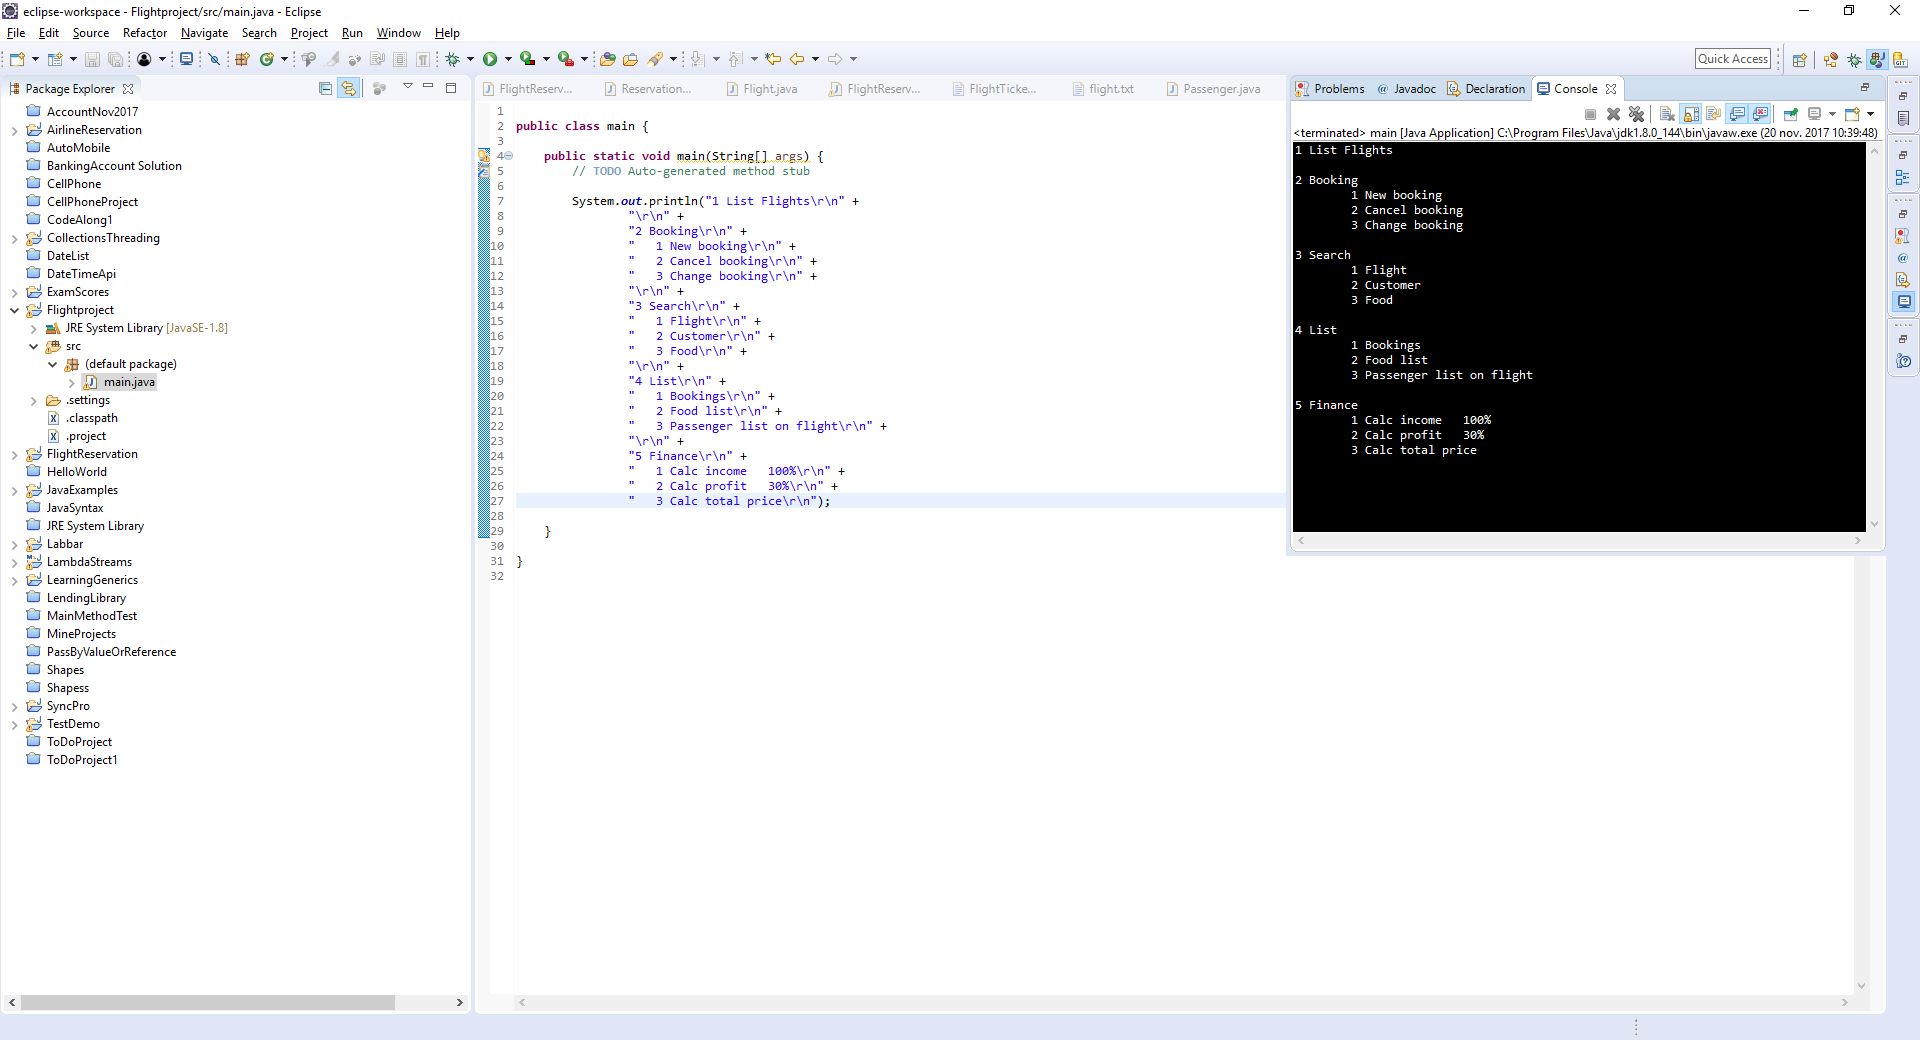 eclipse-workspace - Flightproject/src/main.java - Eclipse
File Edit Source Refactor Navigate Search Project Run Window Help
Quick Access
Package Explorer
AccountNov2017
AirlineReservation
AutoMobile
BankingAccount Solution
CellPhone
CellPhoneProject
CodeAlong1
CollectionsThreading
DateList
DateTimeApi
ExamScores
Flightproject
JRE System Library [JavaSE-1.8]
src
(default package)
main.java
.settings
.classpath
.project
FlightReservation
HelloWorld
JavaExamples
JavaSyntax
JRE System Library
Labbar
LambdaStreams
LearningGenerics
LendingLibrary
MainMethodTest
MineProjects
PassByValueOrReference
Shapes
Shapess
SyncPro
TestDemo
ToDoProject
ToDoProject1
FlightReserv... Reservation... Flight.java FlightReserv... FlightTicke... flight.txt Passenger.java
1
2 public class main {
3
4 public static void main(String[] args) {
5 // TODO Auto-generated method stub
6
7 System.out.println("1 List Flights\r\n" +
8 "\r\n" +
9 "2 Booking\r\n" +
10 "   1 New booking\r\n" +
11 "   2 Cancel booking\r\n" +
12 "   3 Change booking\r\n" +
13 "\r\n" +
14 "3 Search\r\n" +
15 "   1 Flight\r\n" +
16 "   2 Customer\r\n" +
17 "   3 Food\r\n" +
18 "\r\n" +
19 "4 List\r\n" +
20 "   1 Bookings\r\n" +
21 "   2 Food list\r\n" +
22 "   3 Passenger list on flight\r\n" +
23 "\r\n" +
24 "5 Finance\r\n" +
25 "   1 Calc income   100%\r\n" +
26 "   2 Calc profit   30%\r\n" +
27 "   3 Calc total price\r\n");
28
29 }
30
31 }
32
Problems @ Javadoc Declaration Console
<terminated> main [Java Application] C:\Program Files\Java\jdk1.8.0_144\bin\javaw.exe (20 nov. 2017 10:39:48)
1 List Flights
2 Booking
1 New booking
2 Cancel booking
3 Change booking
3 Search
1 Flight
2 Customer
3 Food
4 List
1 Bookings
2 Food list
3 Passenger list on flight
5 Finance
1 Calc income   100%
2 Calc profit   30%
3 Calc total price